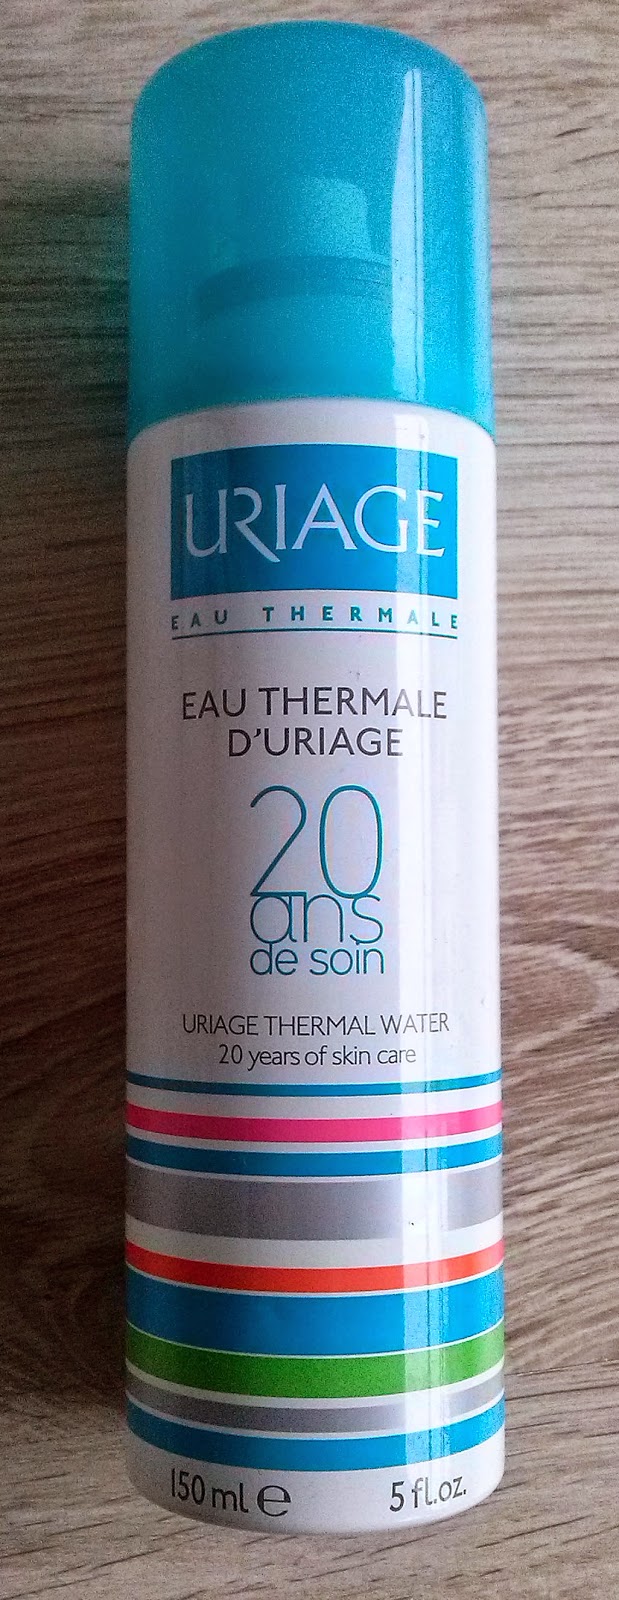 URIAGE
EAU THERMALE
EAU THERMALE
D'URIAGE
20
ans
de soin
URIAGE THERMAL WATER
20 years of skin care
150 ml ℮ 5 fl.oz.